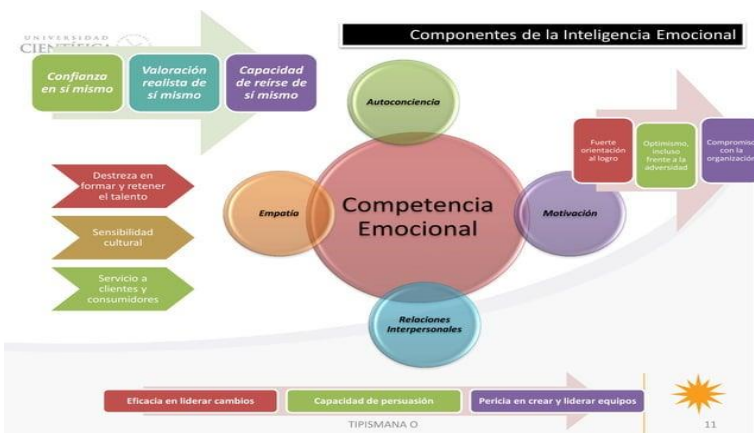 UNIVERSIDAD
CIENTÍFICA
Componentes de la Inteligencia Emocional
Confianza
en sí mismo
Valoración
realista de
sí mismo
Capacidad
de reírse de
sí mismo
Autoconciencia
Fuerte
orientación
al logro
Optimismo,
incluso
frente a la
adversidad
Compromiso
con la
organización
Destreza en
formar y retener
el talento
Sensibilidad
cultural
Servicio a
clientes y
consumidores
Empatía
Competencia
Emocional
Motivación
Relaciones
Interpersonales
Eficacia en liderar cambios
Capacidad de persuasión
Pericia en crear y liderar equipos
TIPISMANA O
11